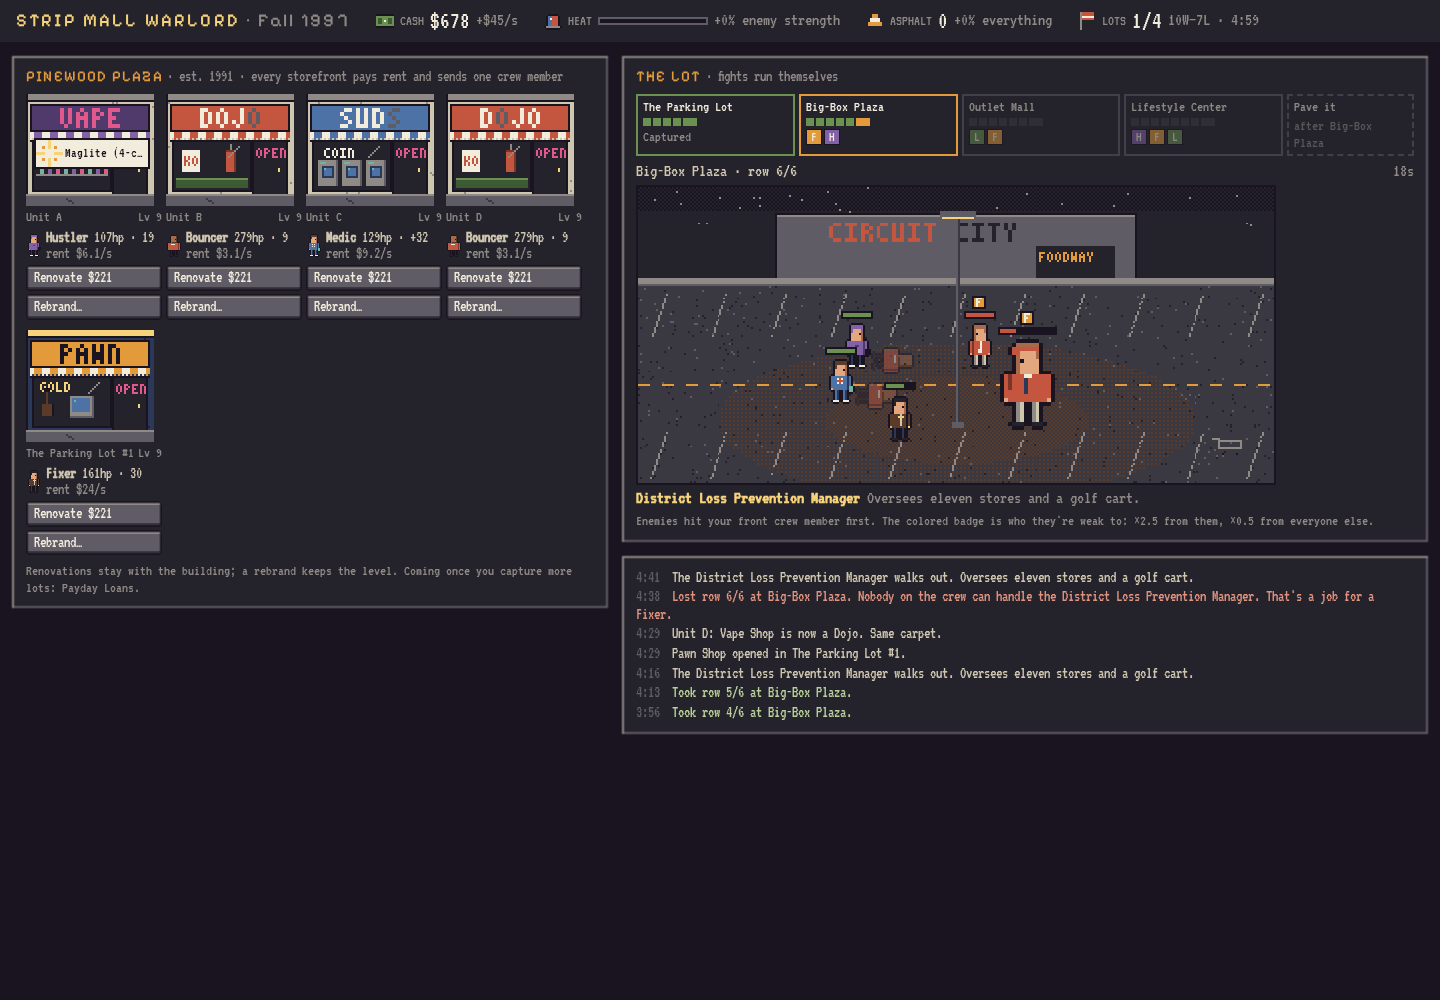 STRIP MALL WARLORD · Fall 1997
CASH $678 +$45/s
HEAT +0% enemy strength
ASPHALT 0 +0% everything
LOTS 1/4 10W-7L · 4:59
PINEWOOD PLAZA · est. 1991 · every storefront pays rent and sends one crew member
VAPE
Maglite (4-c…
Unit A Lv 9
Hustler 107hp · 19
rent $6.1/s
Renovate $221
Rebrand…
DOJO
KO
OPEN
Unit B Lv 9
Bouncer 279hp · 9
rent $3.1/s
Renovate $221
Rebrand…
SUDS
COIN
OPEN
Unit C Lv 9
Medic 129hp · +32
rent $9.2/s
Renovate $221
Rebrand…
DOJO
KO
OPEN
Unit D Lv 9
Bouncer 279hp · 9
rent $3.1/s
Renovate $221
Rebrand…
PAWN
GOLD
OPEN
The Parking Lot #1 Lv 9
Fixer 161hp · 30
rent $24/s
Renovate $221
Rebrand…
Renovations stay with the building; a rebrand keeps the level. Coming once you capture more
lots: Payday Loans.
THE LOT · fights run themselves
The Parking Lot
Captured
Big-Box Plaza
F H
Outlet Mall
L F
Lifestyle Center
H F L
Pave it
after Big-Box
Plaza
Big-Box Plaza · row 6/6 18s
CIRCUIT CITY
FOODWAY
F
F
District Loss Prevention Manager Oversees eleven stores and a golf cart.
Enemies hit your front crew member first. The colored badge is who they're weak to: ×2.5 from them, ×0.5 from everyone else.
4:41 The District Loss Prevention Manager walks out. Oversees eleven stores and a golf cart.
4:38 Lost row 6/6 at Big-Box Plaza. Nobody on the crew can handle the District Loss Prevention Manager. That's a job for a
Fixer.
4:29 Unit D: Vape Shop is now a Dojo. Same carpet.
4:29 Pawn Shop opened in The Parking Lot #1.
4:16 The District Loss Prevention Manager walks out. Oversees eleven stores and a golf cart.
4:13 Took row 5/6 at Big-Box Plaza.
3:56 Took row 4/6 at Big-Box Plaza.